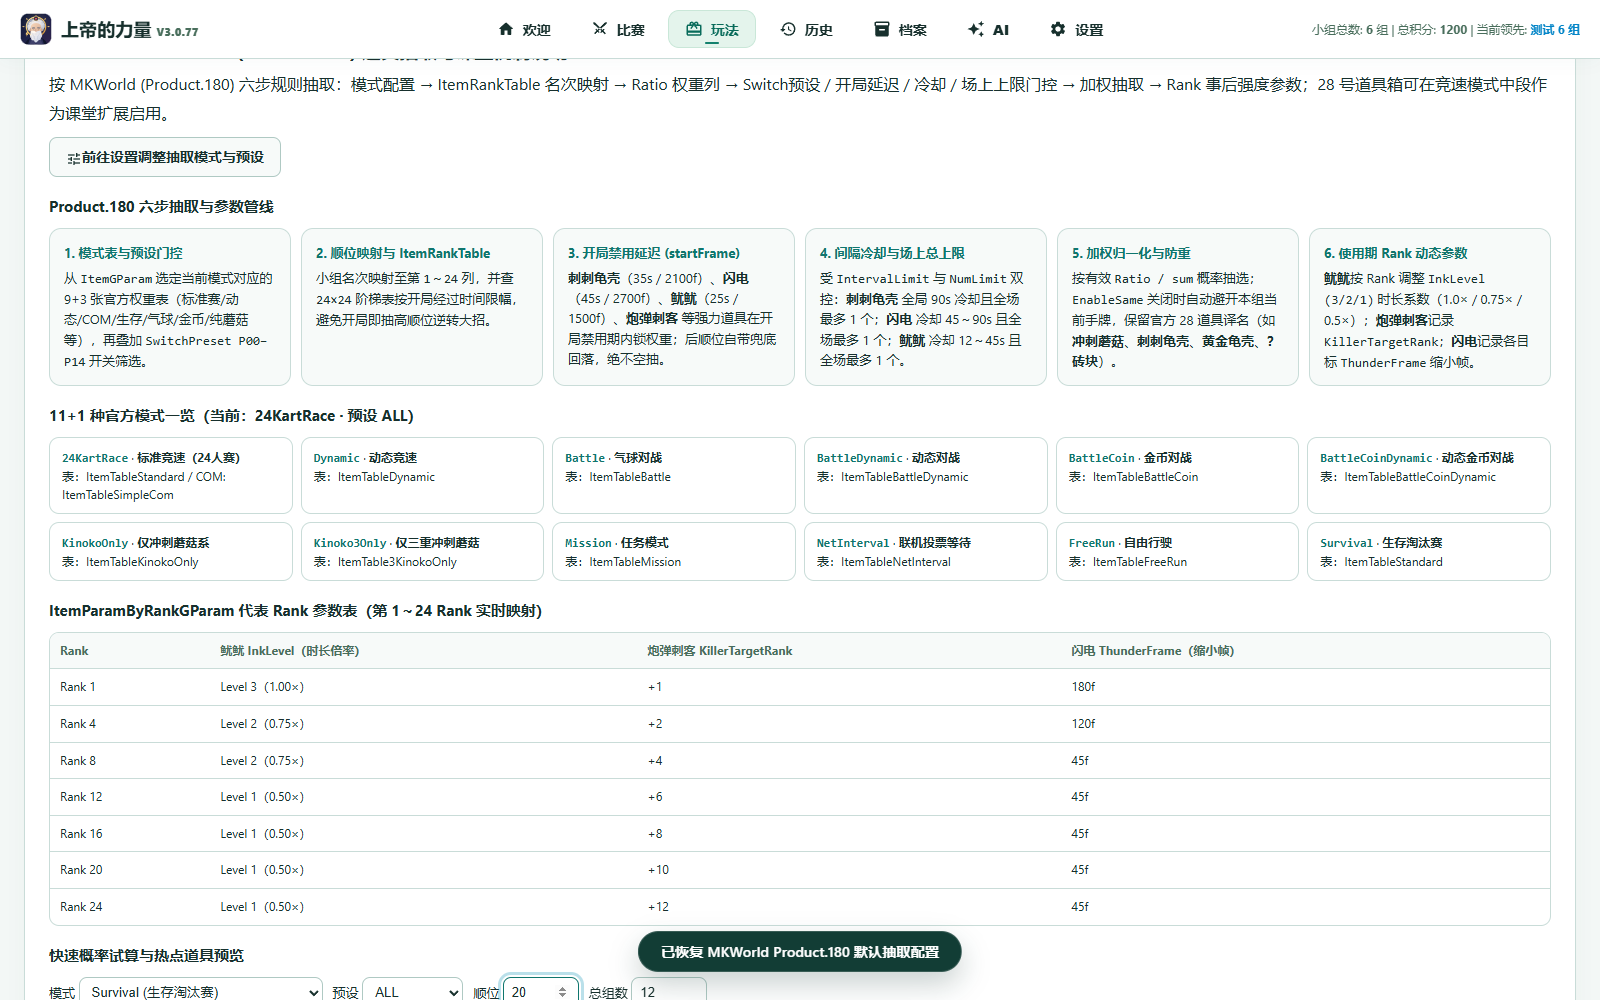 上帝的力量 V3.0.77
欢迎
比赛
玩法
历史
档案
AI
设置
小组总数: 6 组 | 总积分: 1200 | 当前领先: 测试 6 组
按 MKWorld (Product.180) 六步规则抽取：模式配置 → ItemRankTable 名次映射 → Ratio 权重列 → Switch预设 / 开局延迟 / 冷却 / 场上上限门控 → 加权抽取 → Rank 事后强度参数；28 号道具箱可在竞速模式中段作
为课堂扩展启用。
前往设置调整抽取模式与预设
Product.180 六步抽取与参数管线
1. 模式表与预设门控
从 ItemGParam 选定当前模式对应的
9+3 张官方权重表（标准赛/动
态/COM/生存/气球/金币/纯蘑菇
等），再叠加 SwitchPreset P00-
P14 开关筛选。
2. 顺位映射与 ItemRankTable
小组名次映射至第 1～24 列，并查
24×24 阶梯表按开局经过时间限幅，
避免开局即抽高顺位逆转大招。
3. 开局禁用延迟 (startFrame)
刺刺龟壳（35s / 2100f）、闪电
（45s / 2700f）、鱿鱿（25s /
1500f）、炮弹刺客 等强力道具在开
局禁用期内锁权重；后顺位自带兜底
回落，绝不空抽。
4. 间隔冷却与场上总上限
受 IntervalLimit 与 NumLimit 双
控：刺刺龟壳 全局 90s 冷却且全场
最多 1 个；闪电 冷却 45～90s 且全
场最多 1 个；鱿鱿 冷却 12～45s 且
全场最多 1 个。
5. 加权归一化与防重
按有效 Ratio / sum 概率抽选；
EnableSame 关闭时自动避开本组当
前手牌，保留官方 28 道具译名（如
冲刺蘑菇、刺刺龟壳、黄金龟壳、？
砖块）。
6. 使用期 Rank 动态参数
鱿鱿按 Rank 调整 InkLevel
(3/2/1) 时长系数（1.0× / 0.75× /
0.5×）；炮弹刺客记录
KillerTargetRank；闪电记录各目
标 ThunderFrame 缩小帧。
11+1 种官方模式一览（当前：24KartRace · 预设 ALL）
24KartRace · 标准竞速（24人赛）
表：ItemTableStandard / COM:
ItemTableSimpleCom
Dynamic · 动态竞速
表：ItemTableDynamic
Battle · 气球对战
表：ItemTableBattle
BattleDynamic · 动态对战
表：ItemTableBattleDynamic
BattleCoin · 金币对战
表：ItemTableBattleCoin
BattleCoinDynamic · 动态金币对战
表：ItemTableBattleCoinDynamic
KinokoOnly · 仅冲刺蘑菇系
表：ItemTableKinokoOnly
Kinoko3Only · 仅三重冲刺蘑菇
表：ItemTable3KinokoOnly
Mission · 任务模式
表：ItemTableMission
NetInterval · 联机投票等待
表：ItemTableNetInterval
FreeRun · 自由行驶
表：ItemTableFreeRun
Survival · 生存淘汰赛
表：ItemTableStandard
ItemParamByRankGParam 代表 Rank 参数表（第 1～24 Rank 实时映射）
Rank 鱿鱿 InkLevel（时长倍率） 炮弹刺客 KillerTargetRank 闪电 ThunderFrame（缩小帧）
Rank 1 Level 3（1.00×） +1 180f
Rank 4 Level 2（0.75×） +2 120f
Rank 8 Level 2（0.75×） +4 45f
Rank 12 Level 1（0.50×） +6 45f
Rank 16 Level 1（0.50×） +8 45f
Rank 20 Level 1（0.50×） +10 45f
Rank 24 Level 1（0.50×） +12 45f
快速概率试算与热点道具预览
已恢复 MKWorld Product.180 默认抽取配置
模式 Survival (生存淘汰赛) 预设 ALL 顺位 20 总组数 12